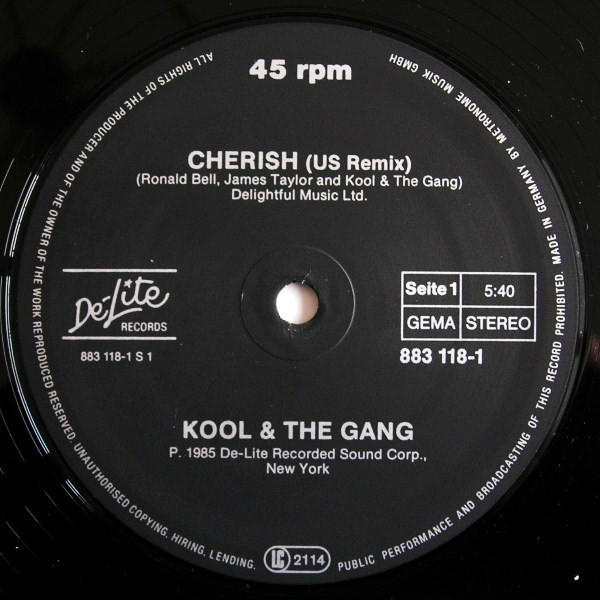 45 rpm
CHERISH (US Remix)
(Ronald Bell, James Taylor and Kool & The Gang)
Delightful Music Ltd.
De-Lite
RECORDS
883 118-1 S 1
Seite 1
5:40
GEMA
STEREO
883 118-1
KOOL & THE GANG
P. 1985 De-Lite Recorded Sound Corp.,
New York
LC 2114
ALL RIGHTS OF THE PRODUCER AND OF THE OWNER OF THE WORK REPRODUCED RESERVED. UNAUTHORISED COPYING, HIRING, LENDING, PUBLIC PERFORMANCE AND BROADCASTING OF THIS RECORD PROHIBITED. MADE IN GERMANY BY METRONOME MUSIK GMBH